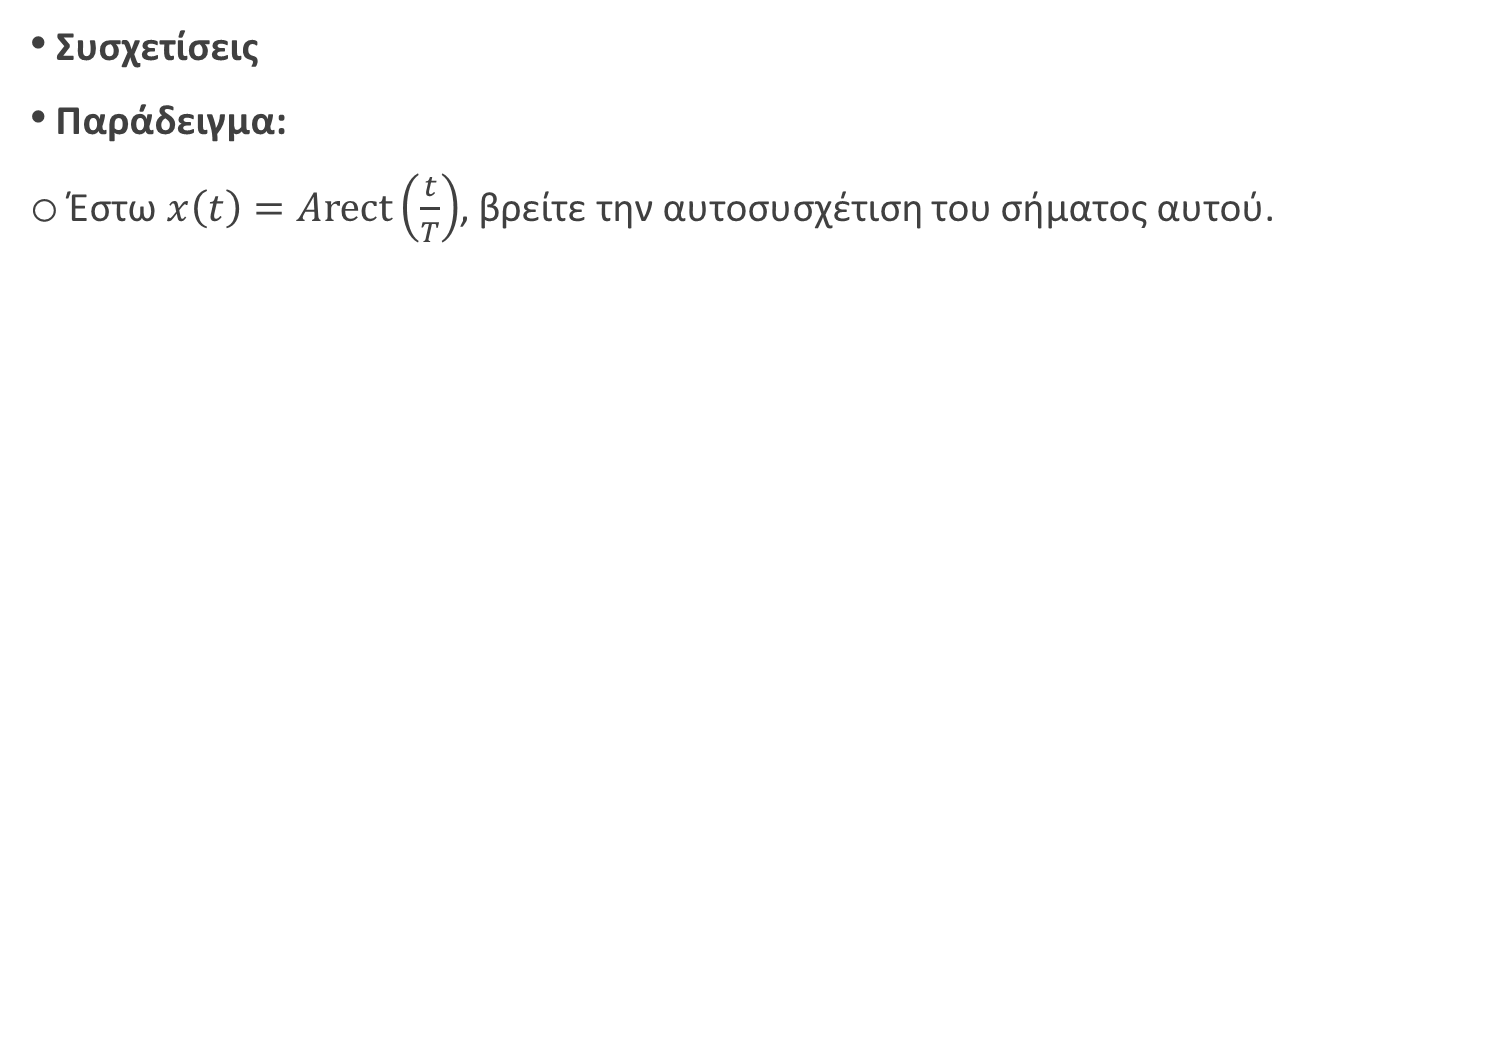 • Συσχετίσεις
• Παράδειγμα:
○ Έστω 𝑥(𝑡) = 𝐴rect(𝑡/𝑇), βρείτε την αυτοσυσχέτιση του σήματος αυτού.